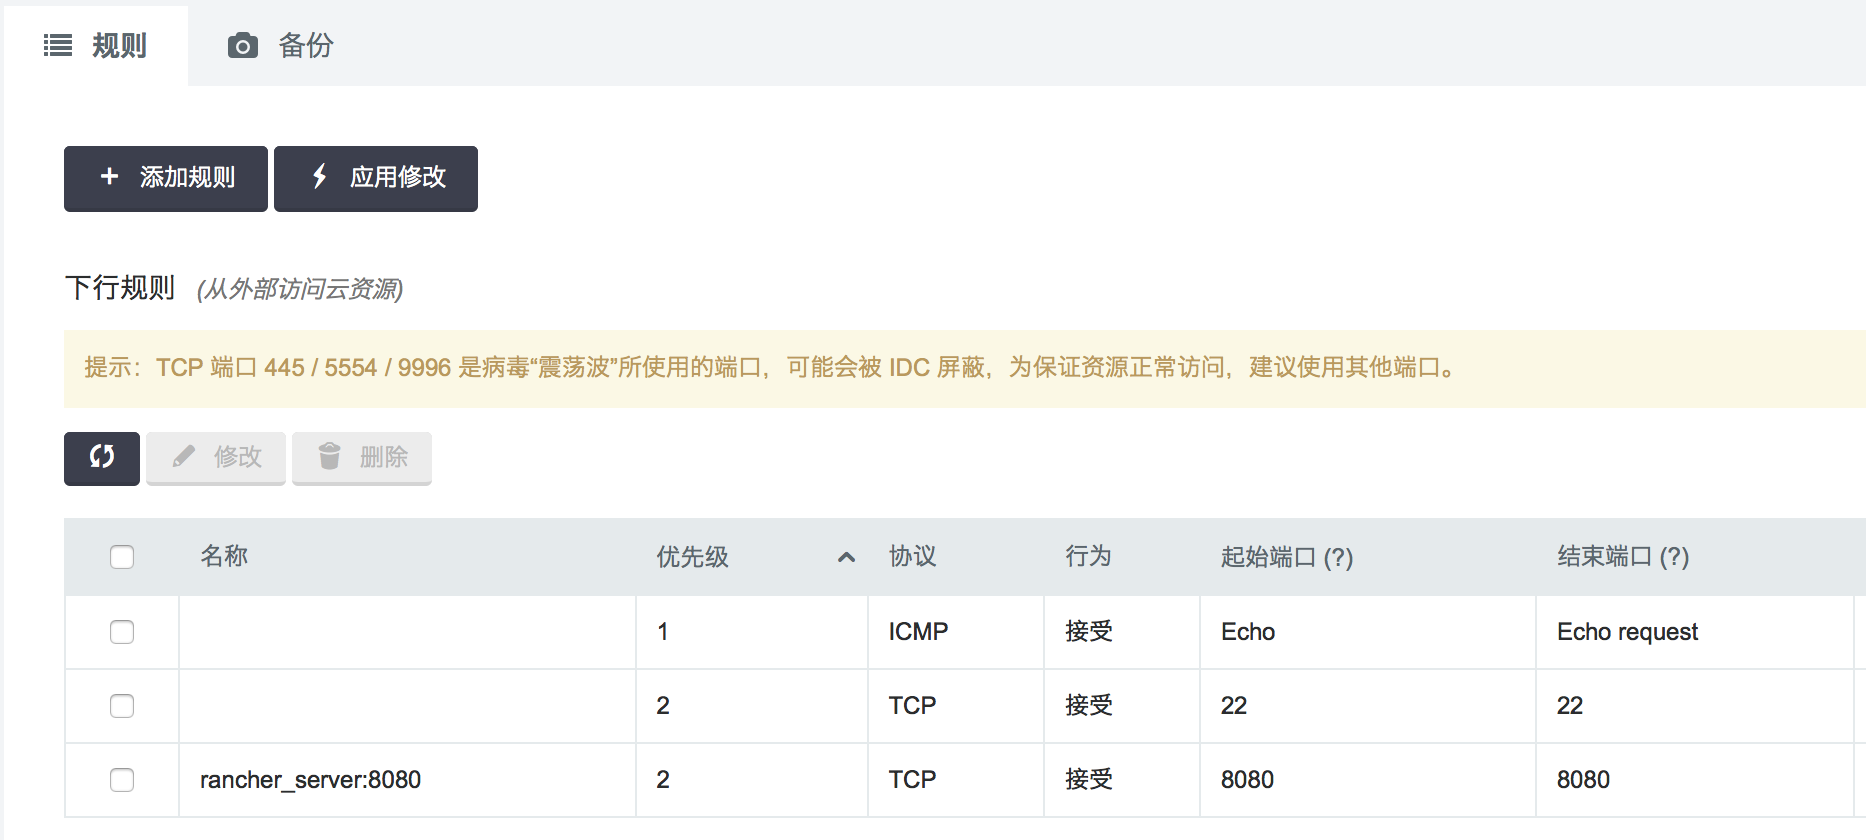 规则 备份
添加规则 应用修改
下行规则 (从外部访问云资源)
提示：TCP 端口 445 / 5554 / 9996 是病毒“震荡波”所使用的端口，可能会被 IDC 屏蔽，为保证资源正常访问，建议使用其他端口。
修改 删除
名称 优先级 协议 行为 起始端口 (?) 结束端口 (?)
1 ICMP 接受 Echo Echo request
2 TCP 接受 22 22
rancher_server:8080 2 TCP 接受 8080 8080